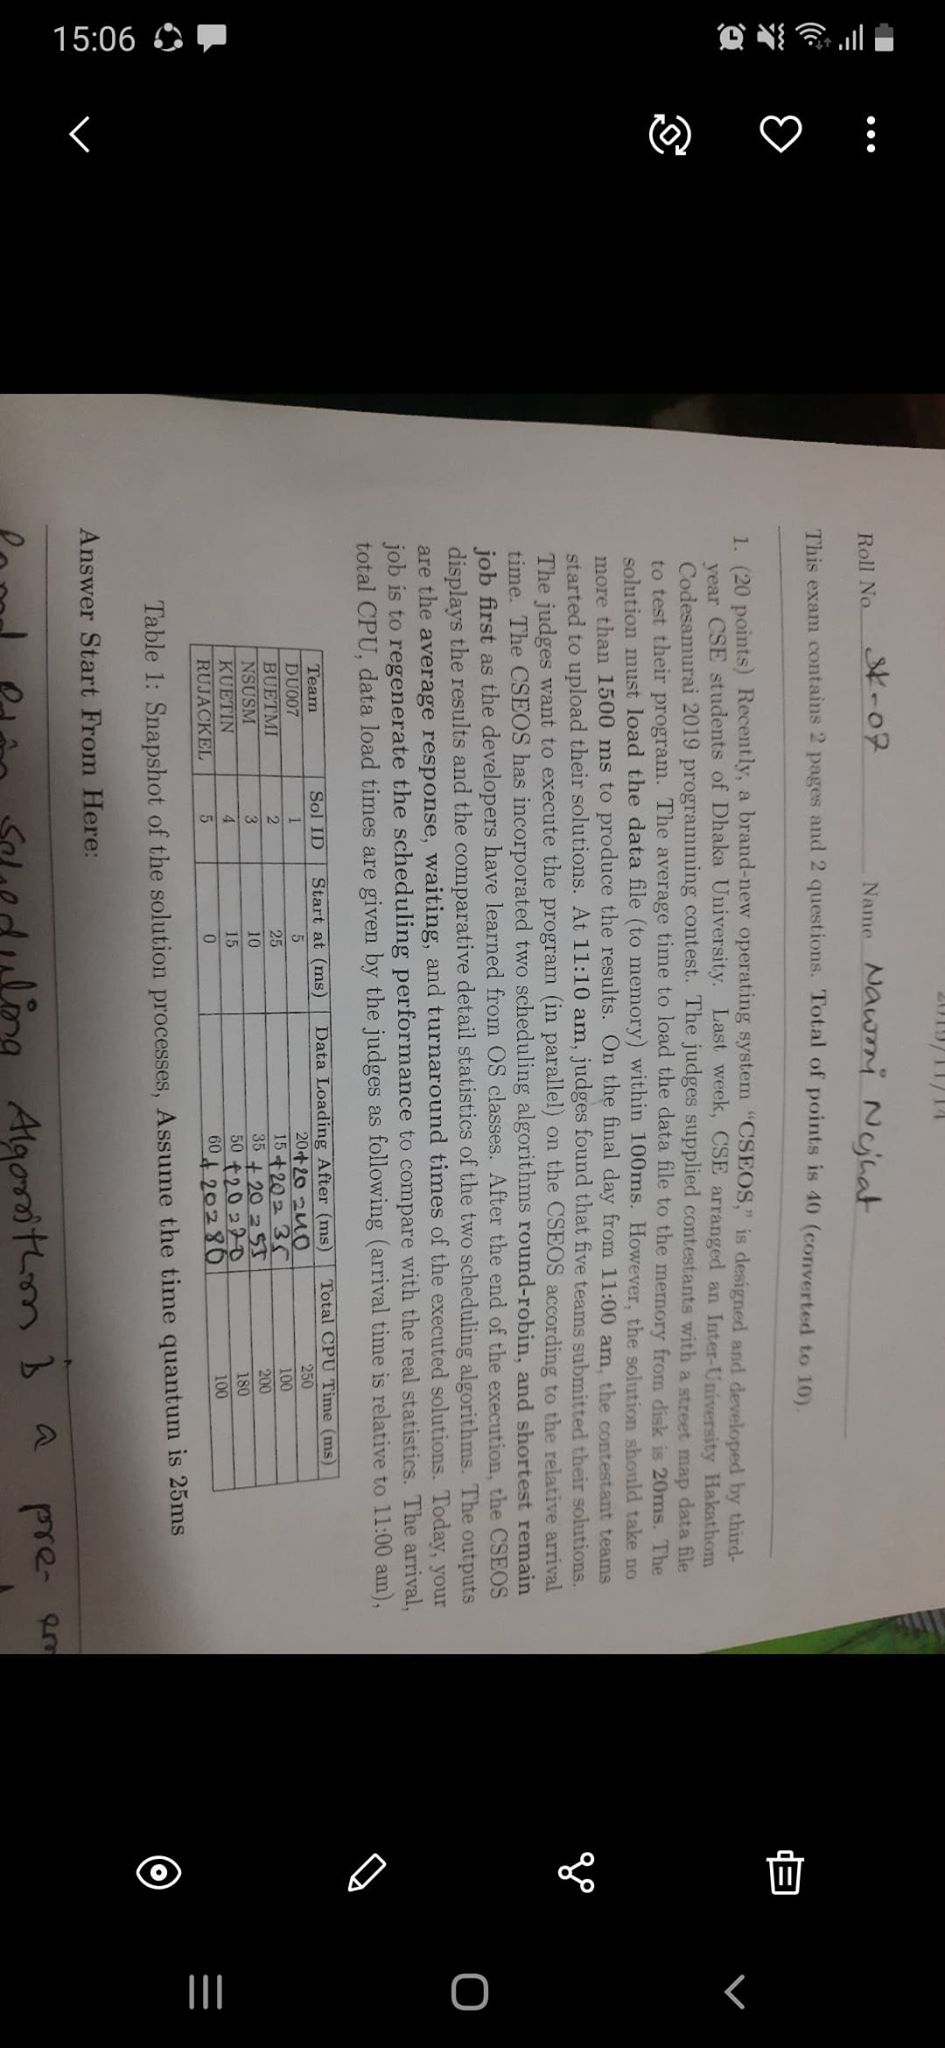 15:06
2019/11/14
Roll No. SK-07 Name Nawmi Nujhat
This exam contains 2 pages and 2 questions. Total of points is 40 (converted to 10).
1. (20 points) Recently, a brand-new operating system "CSEOS," is designed and developed by third-
year CSE students of Dhaka University. Last week, CSE arranged an Inter-University Hakathom
Codesamurai 2019 programming contest. The judges supplied contestants with a street map data file
to test their program. The average time to load the data file to the memory from disk is 20ms. The
solution must load the data file (to memory) within 100ms. However, the solution should take no
more than 1500 ms to produce the results. On the final day from 11:00 am, the contestant teams
started to upload their solutions. At 11:10 am, judges found that five teams submitted their solutions.
The judges want to execute the program (in parallel) on the CSEOS according to the relative arrival
time. The CSEOS has incorporated two scheduling algorithms round-robin, and shortest remain
job first as the developers have learned from OS classes. After the end of the execution, the CSEOS
displays the results and the comparative detail statistics of the two scheduling algorithms. The outputs
are the average response, waiting, and turnaround times of the executed solutions. Today, your
job is to regenerate the scheduling performance to compare with the real statistics. The arrival,
total CPU, data load times are given by the judges as following (arrival time is relative to 11:00 am),
Team Sol ID Start at (ms) Data Loading After (ms) Total CPU Time (ms)
DU007 1 5 20+20=40 250
BUETMI 2 25 15+20=35 100
NSUSM 3 10 35+20=55 200
KUETIN 4 15 50+20=70 180
RUJACKEL 5 0 60+20=80 100
Table 1: Snapshot of the solution processes, Assume the time quantum is 25ms
Answer Start From Here:
scheduling Algorithm is a pre-